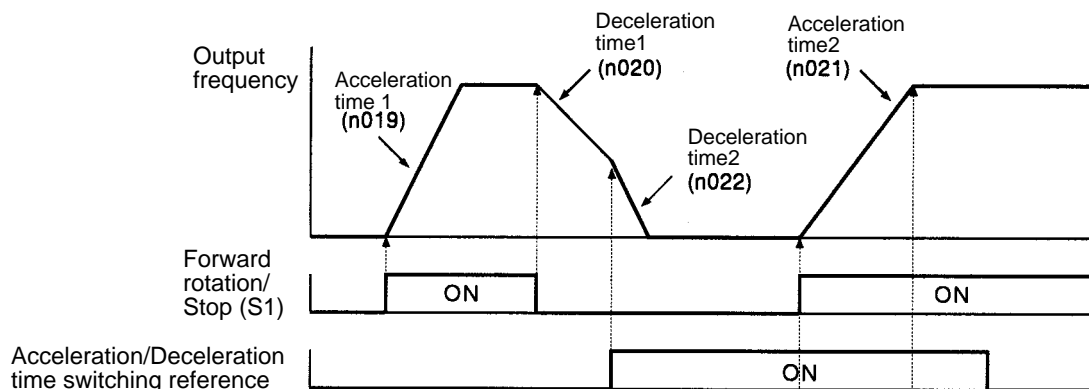 Output
frequency
Acceleration
time 1
(n019)
Deceleration
time1
(n020)
Deceleration
time2
(n022)
Acceleration
time2
(n021)
Forward
rotation/
Stop (S1)
ON
ON
Acceleration/Deceleration
time switching reference
ON